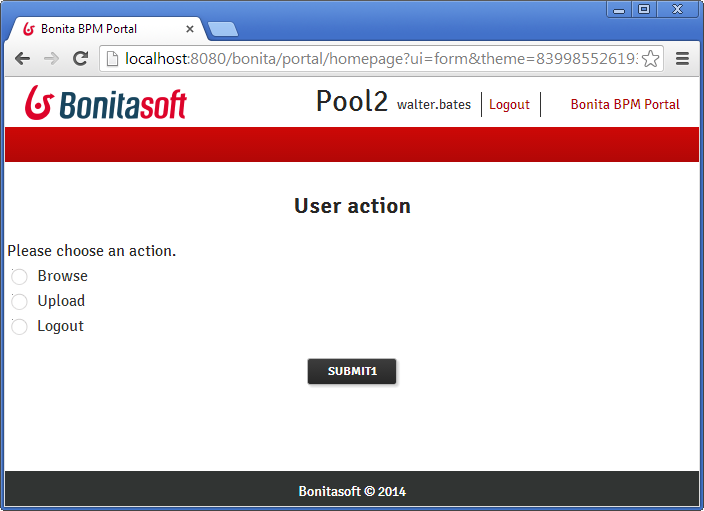 Bonita BPM Portal
localhost:8080/bonita/portal/homepage?ui=form&theme=839985526193
Bonitasoft Pool2 walter.bates Logout Bonita BPM Portal
User action
Please choose an action.
Browse
Upload
Logout
SUBMIT1
Bonitasoft © 2014